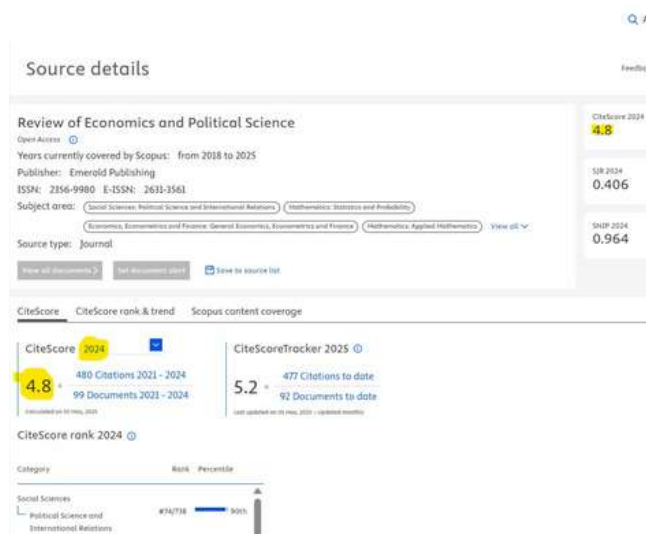 Source details
Review of Economics and Political Science
Open Access
Years currently covered by Scopus: from 2018 to 2025
Publisher: Emerald Publishing
ISSN: 2356-9980 E-ISSN: 2631-3561
Subject area: Social Sciences: Political Science and International Relations Mathematics: Statistics and Probability
Economics, Econometrics and Finance: General Economics, Econometrics and Finance Mathematics: Applied Mathematics View all
Source type: Journal
View all documents > Set document alert Save to source list
CiteScore 2024
4.8
SJR 2024
0.406
SNIP 2024
0.964
CiteScore CiteScore rank & trend Scopus content coverage
CiteScore 2024
4.8 =
480 Citations 2021 - 2024
99 Documents 2021 - 2024
Calculated on 05 May, 2025
CiteScoreTracker 2025
5.2 =
477 Citations to date
92 Documents to date
CiteScore rank 2024
Category Rank Percentile
Social Sciences
Political Science and #74/738 90th
International Relations